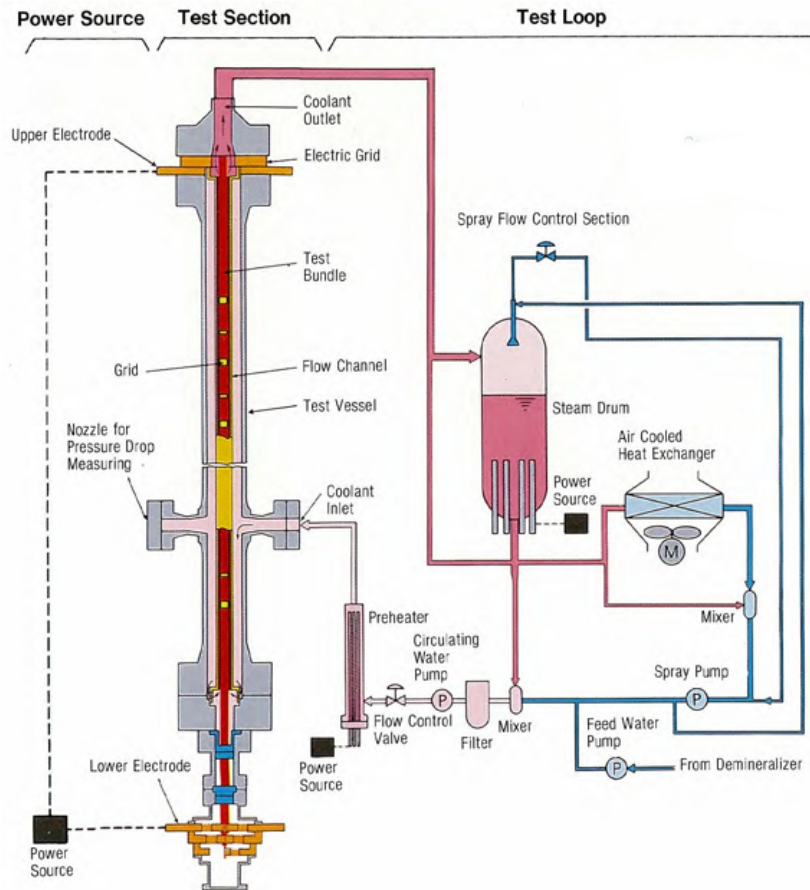 Power Source
Test Section
Test Loop
Coolant
Outlet
Upper Electrode
Electric Grid
Spray Flow Control Section
Test
Bundle
Grid
Flow Channel
Test Vessel
Steam Drum
Nozzle for
Pressure Drop
Measuring
Air Cooled
Heat Exchanger
Power
Source
Coolant
Inlet
M
Preheater
Mixer
Circulating
Water
Pump
Spray Pump
P
P
Flow Control
Valve
Filter
Mixer
Feed Water
Pump
Power
Source
P
From Demineralizer
Lower Electrode
Power
Source